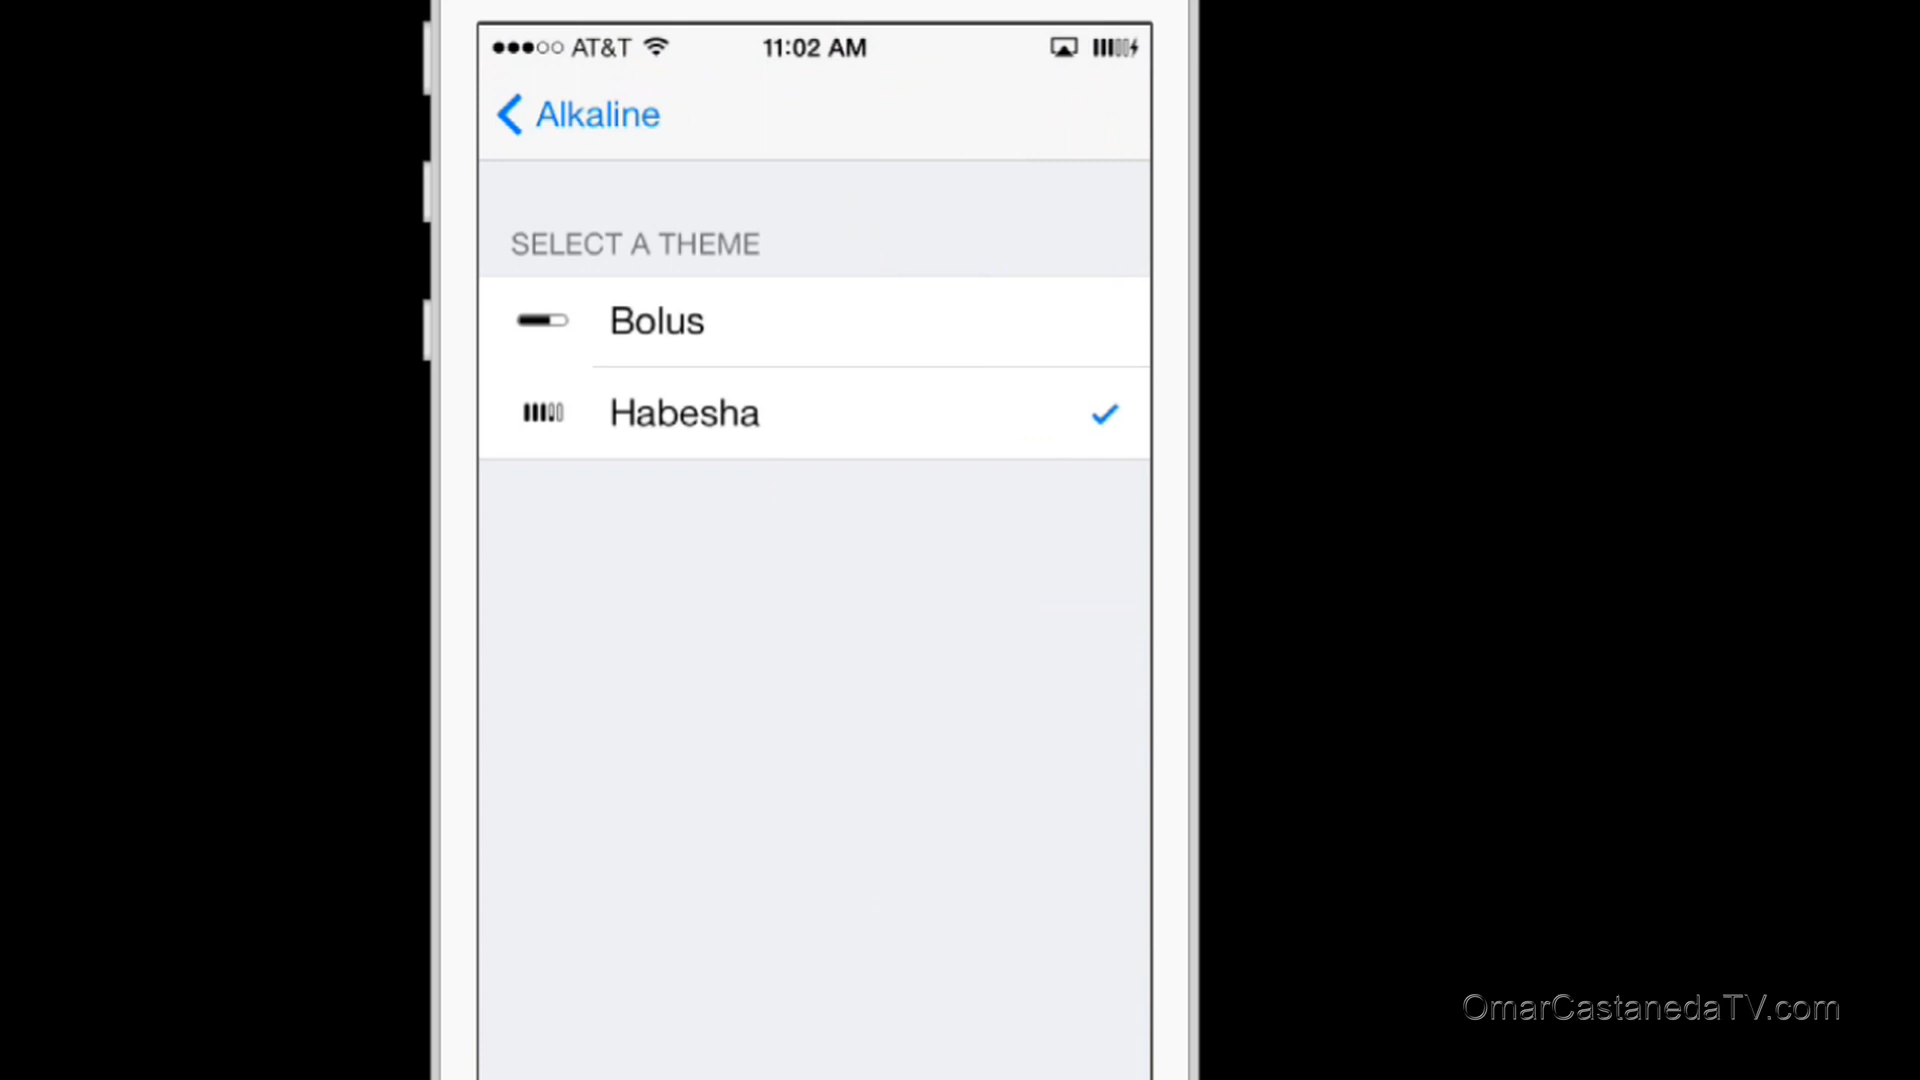 AT&T 11:02 AM
Alkaline
SELECT A THEME
Bolus
Habesha
OmarCastanedaTV.com